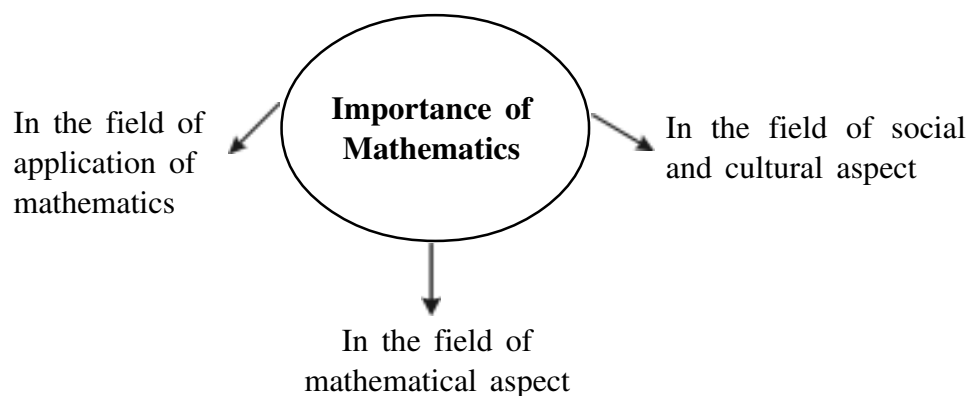 Importance of
Mathematics
In the field of
application of
mathematics
In the field of social
and cultural aspect
In the field of
mathematical aspect